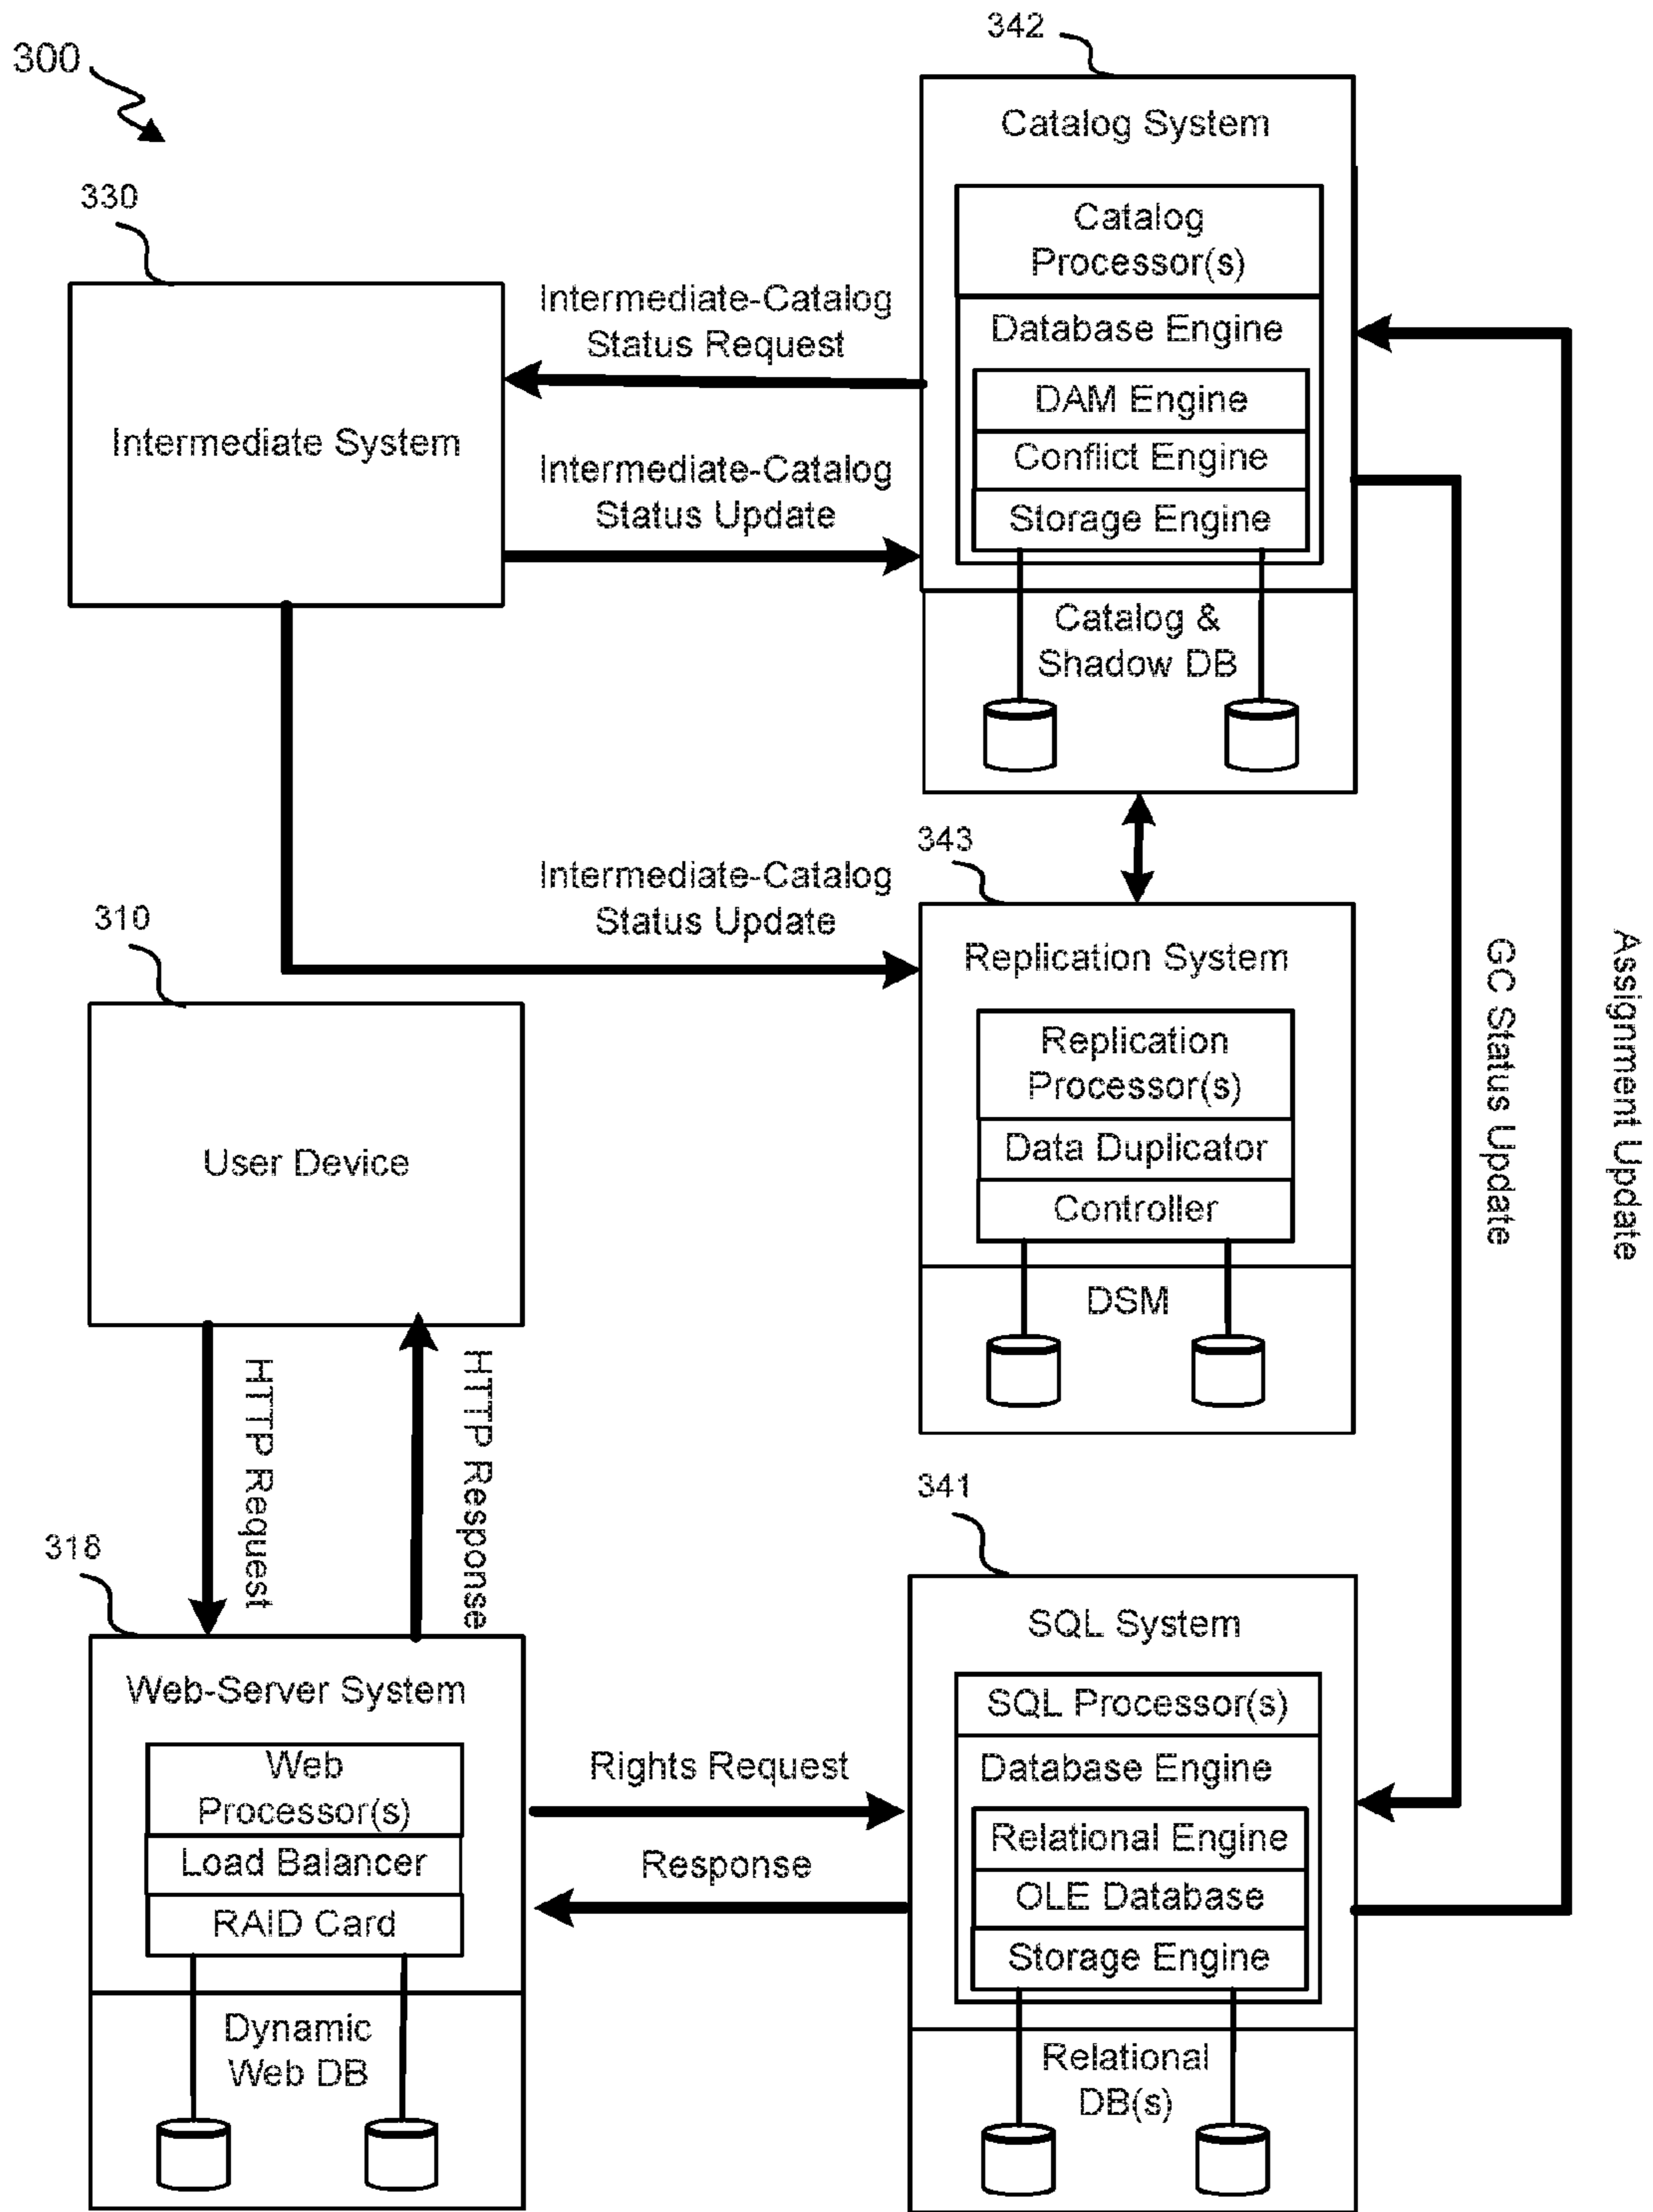 342
300
Catalog System
330
Catalog
Processor(s)
Intermediate-Catalog
Status Request
Database Engine
DAM Engine
Intermediate System
Conflict Engine
Intermediate-Catalog
Status Update
Storage Engine
Catalog &
Shadow DB
343
Intermediate-Catalog
Status Update
310
Replication System
GC Status Update
Assignment Update
Replication
Processor(s)
User Device
Data Duplicator
Controller
DSM
HTTP Request
HTTP Response
341
318
SQL System
Web-Server System
SQL Processor(s)
Web
Processor(s)
Rights Request
Database Engine
Relational Engine
Load Balancer
Response
OLE Database
RAID Card
Storage Engine
Dynamic
Web DB
Relational
DB(s)